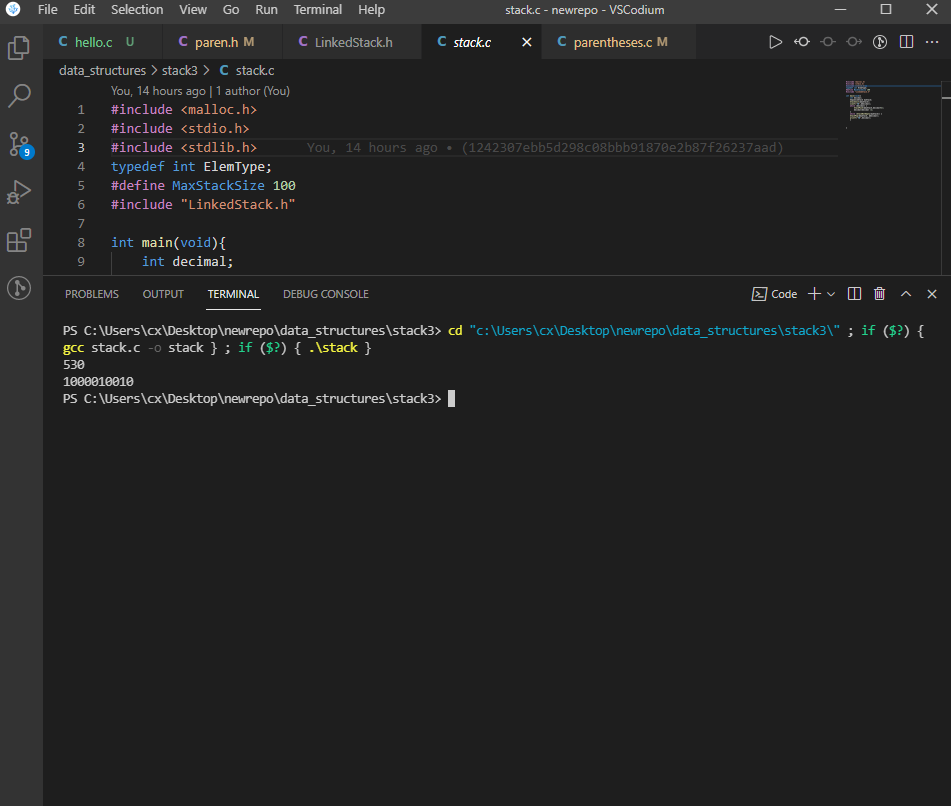 File Edit Selection View Go Run Terminal Help stack.c - newrepo - VSCodium
C hello.c U C paren.h M C LinkedStack.h C stack.c C parentheses.c M
data_structures > stack3 > C stack.c
You, 14 hours ago | 1 author (You)
1 #include <malloc.h>
2 #include <stdio.h>
3 #include <stdlib.h> You, 14 hours ago • (1242307ebb5d298c08bbb91870e2b87f26237aad)
4 typedef int ElemType;
5 #define MaxStackSize 100
6 #include "LinkedStack.h"
7
8 int main(void){
9 int decimal;
9
PROBLEMS OUTPUT TERMINAL DEBUG CONSOLE Code
PS C:\Users\cx\Desktop\newrepo\data_structures\stack3> cd "c:\Users\cx\Desktop\newrepo\data_structures\stack3\" ; if ($?) {
gcc stack.c -o stack } ; if ($?) { .\stack }
530
1000010010
PS C:\Users\cx\Desktop\newrepo\data_structures\stack3>